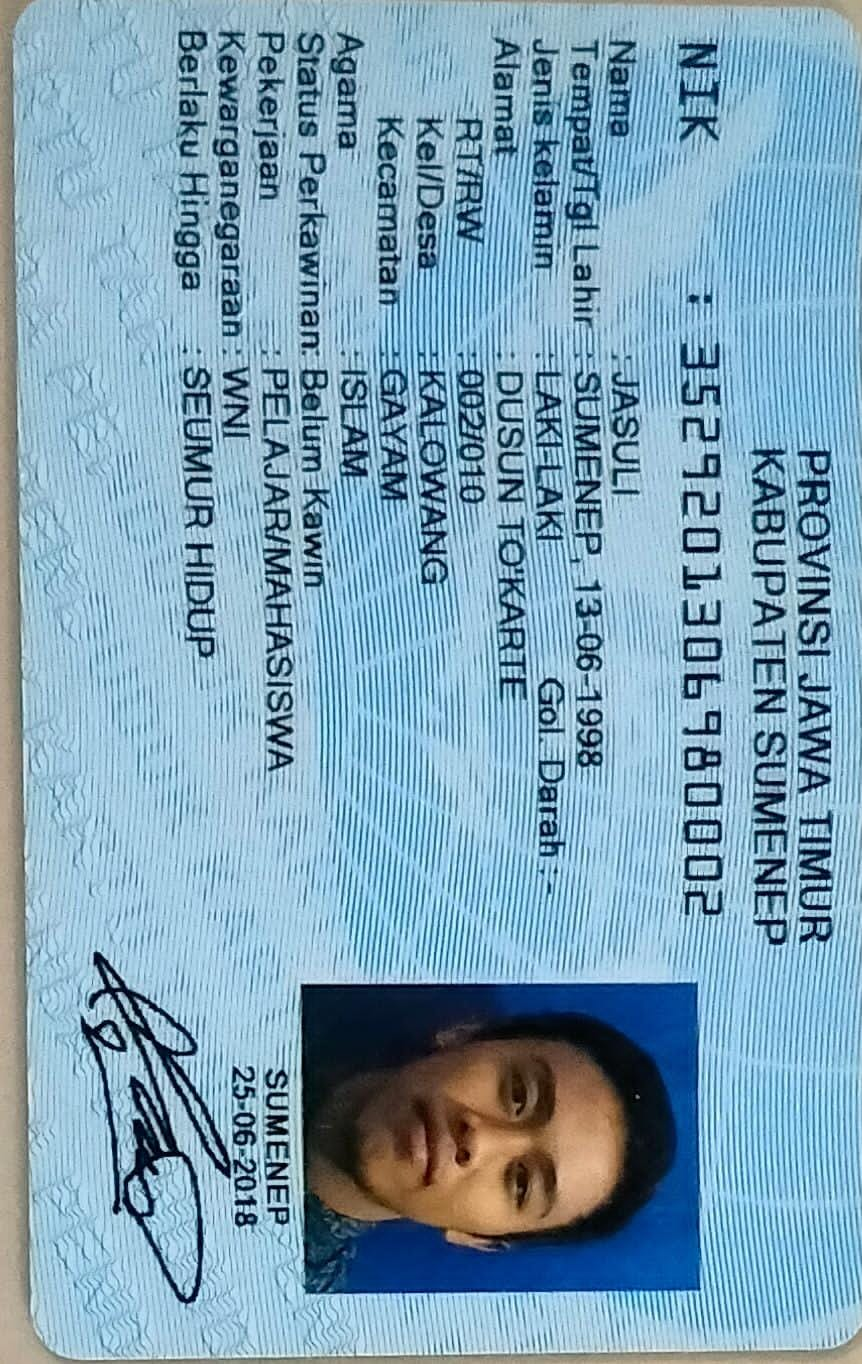 PROVINSI JAWA TIMUR
KABUPATEN SUMENEP
NIK : 3529201306980002
Nama : JASULI
Tempat/Tgl Lahir : SUMENEP, 13-06-1998
Jenis kelamin : LAKI-LAKI Gol. Darah :-
Alamat : DUSUN TO'KARTE
RT/RW : 002/010
Kel/Desa : KALOWANG
Kecamatan : GAYAM
Agama : ISLAM
Status Perkawinan: Belum Kawin
Pekerjaan : PELAJAR/MAHASISWA
Kewarganegaraan : WNI
Berlaku Hingga : SEUMUR HIDUP
SUMENEP
25-06-2018